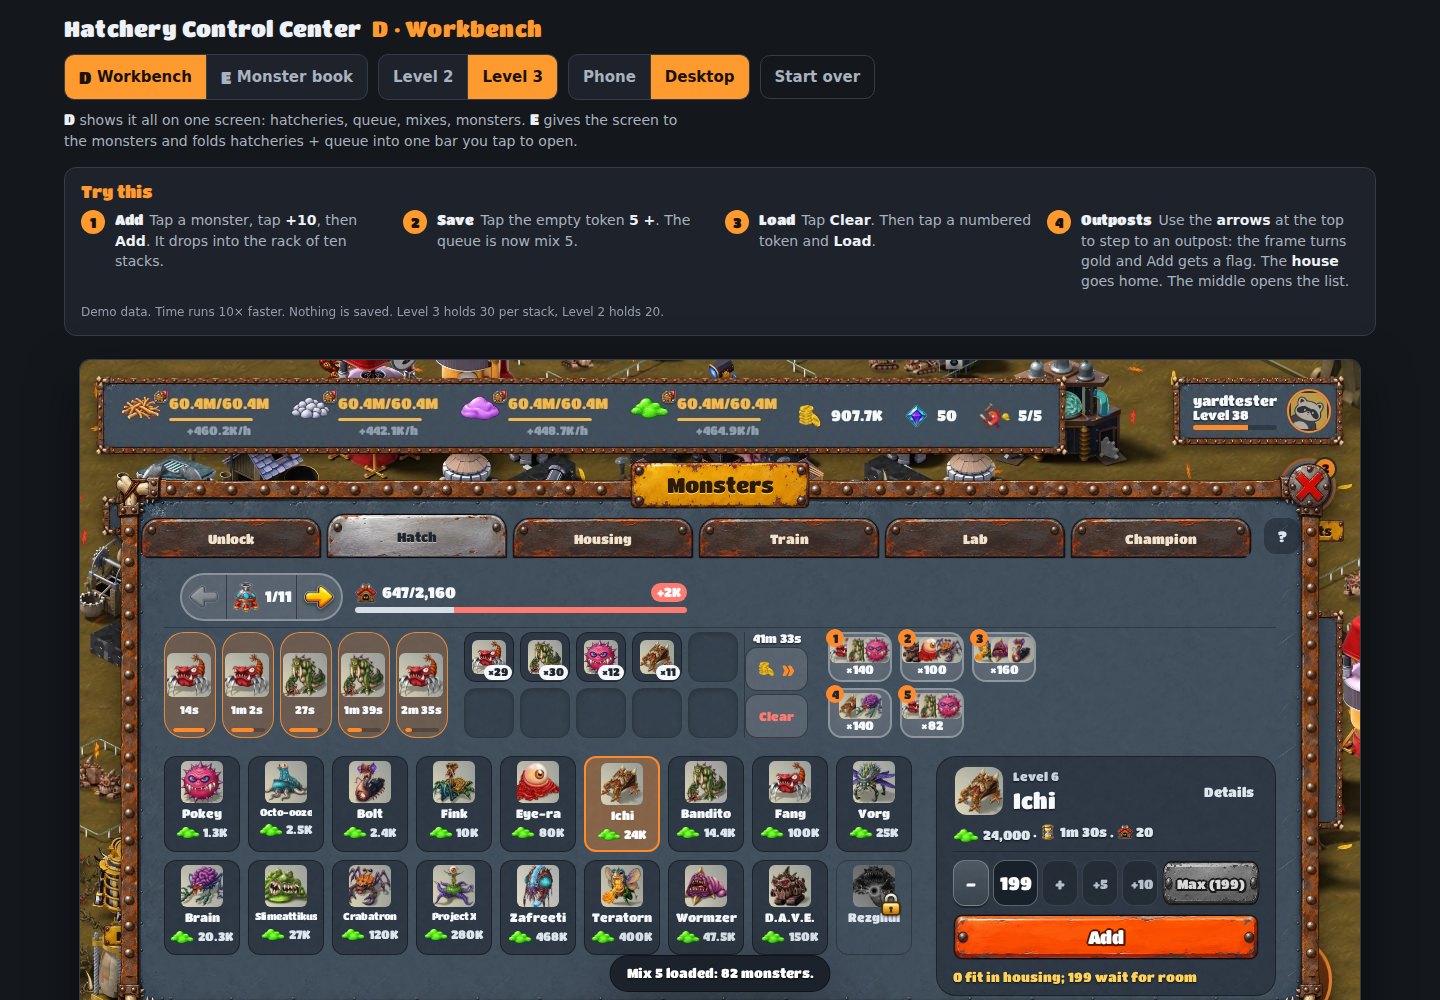 Hatchery Control Center D · Workbench
D Workbench E Monster book Level 2 Level 3 Phone Desktop Start over
D shows it all on one screen: hatcheries, queue, mixes, monsters. E gives the screen to
the monsters and folds hatcheries + queue into one bar you tap to open.
Try this
1 Add Tap a monster, tap +10, then
Add. It drops into the rack of ten
stacks.
2 Save Tap the empty token 5 +. The
queue is now mix 5.
3 Load Tap Clear. Then tap a numbered
token and Load.
4 Outposts Use the arrows at the top
to step to an outpost: the frame turns
gold and Add gets a flag. The house
goes home. The middle opens the list.
Demo data. Time runs 10× faster. Nothing is saved. Level 3 holds 30 per stack, Level 2 holds 20.
60.4M/60.4M 60.4M/60.4M 60.4M/60.4M 60.4M/60.4M 907.7K 50 5/5
+460.2K/h +442.1K/h +448.7K/h +464.9K/h
yardtester
Level 38
Monsters
Unlock Hatch Housing Train Lab Champion ?
1/11 647/2,160 +2K
14s 1m 2s 27s 1m 39s 2m 35s
×29 ×30 ×12 ×11
41m 33s
Clear
1 ×140 2 ×100 3 ×160
4 ×140 5 ×82
Pokey Octo-ooze Bolt Fink Eye-ra Ichi Bandito Fang Vorg
1.3K 2.5K 2.4K 10K 80K 24K 14.4K 100K 25K
Brain Slimeattikus Crabatron Project X Zafreeti Teratorn Wormzer D.A.V.E. Rezghul
20.3K 27K 120K 280K 468K 400K 47.5K 150K
Level 6
Ichi
Details
24,000 · 1m 30s · 20
− 199 + +5 +10 Max (199)
Add
0 fit in housing; 199 wait for room
Mix 5 loaded: 82 monsters.